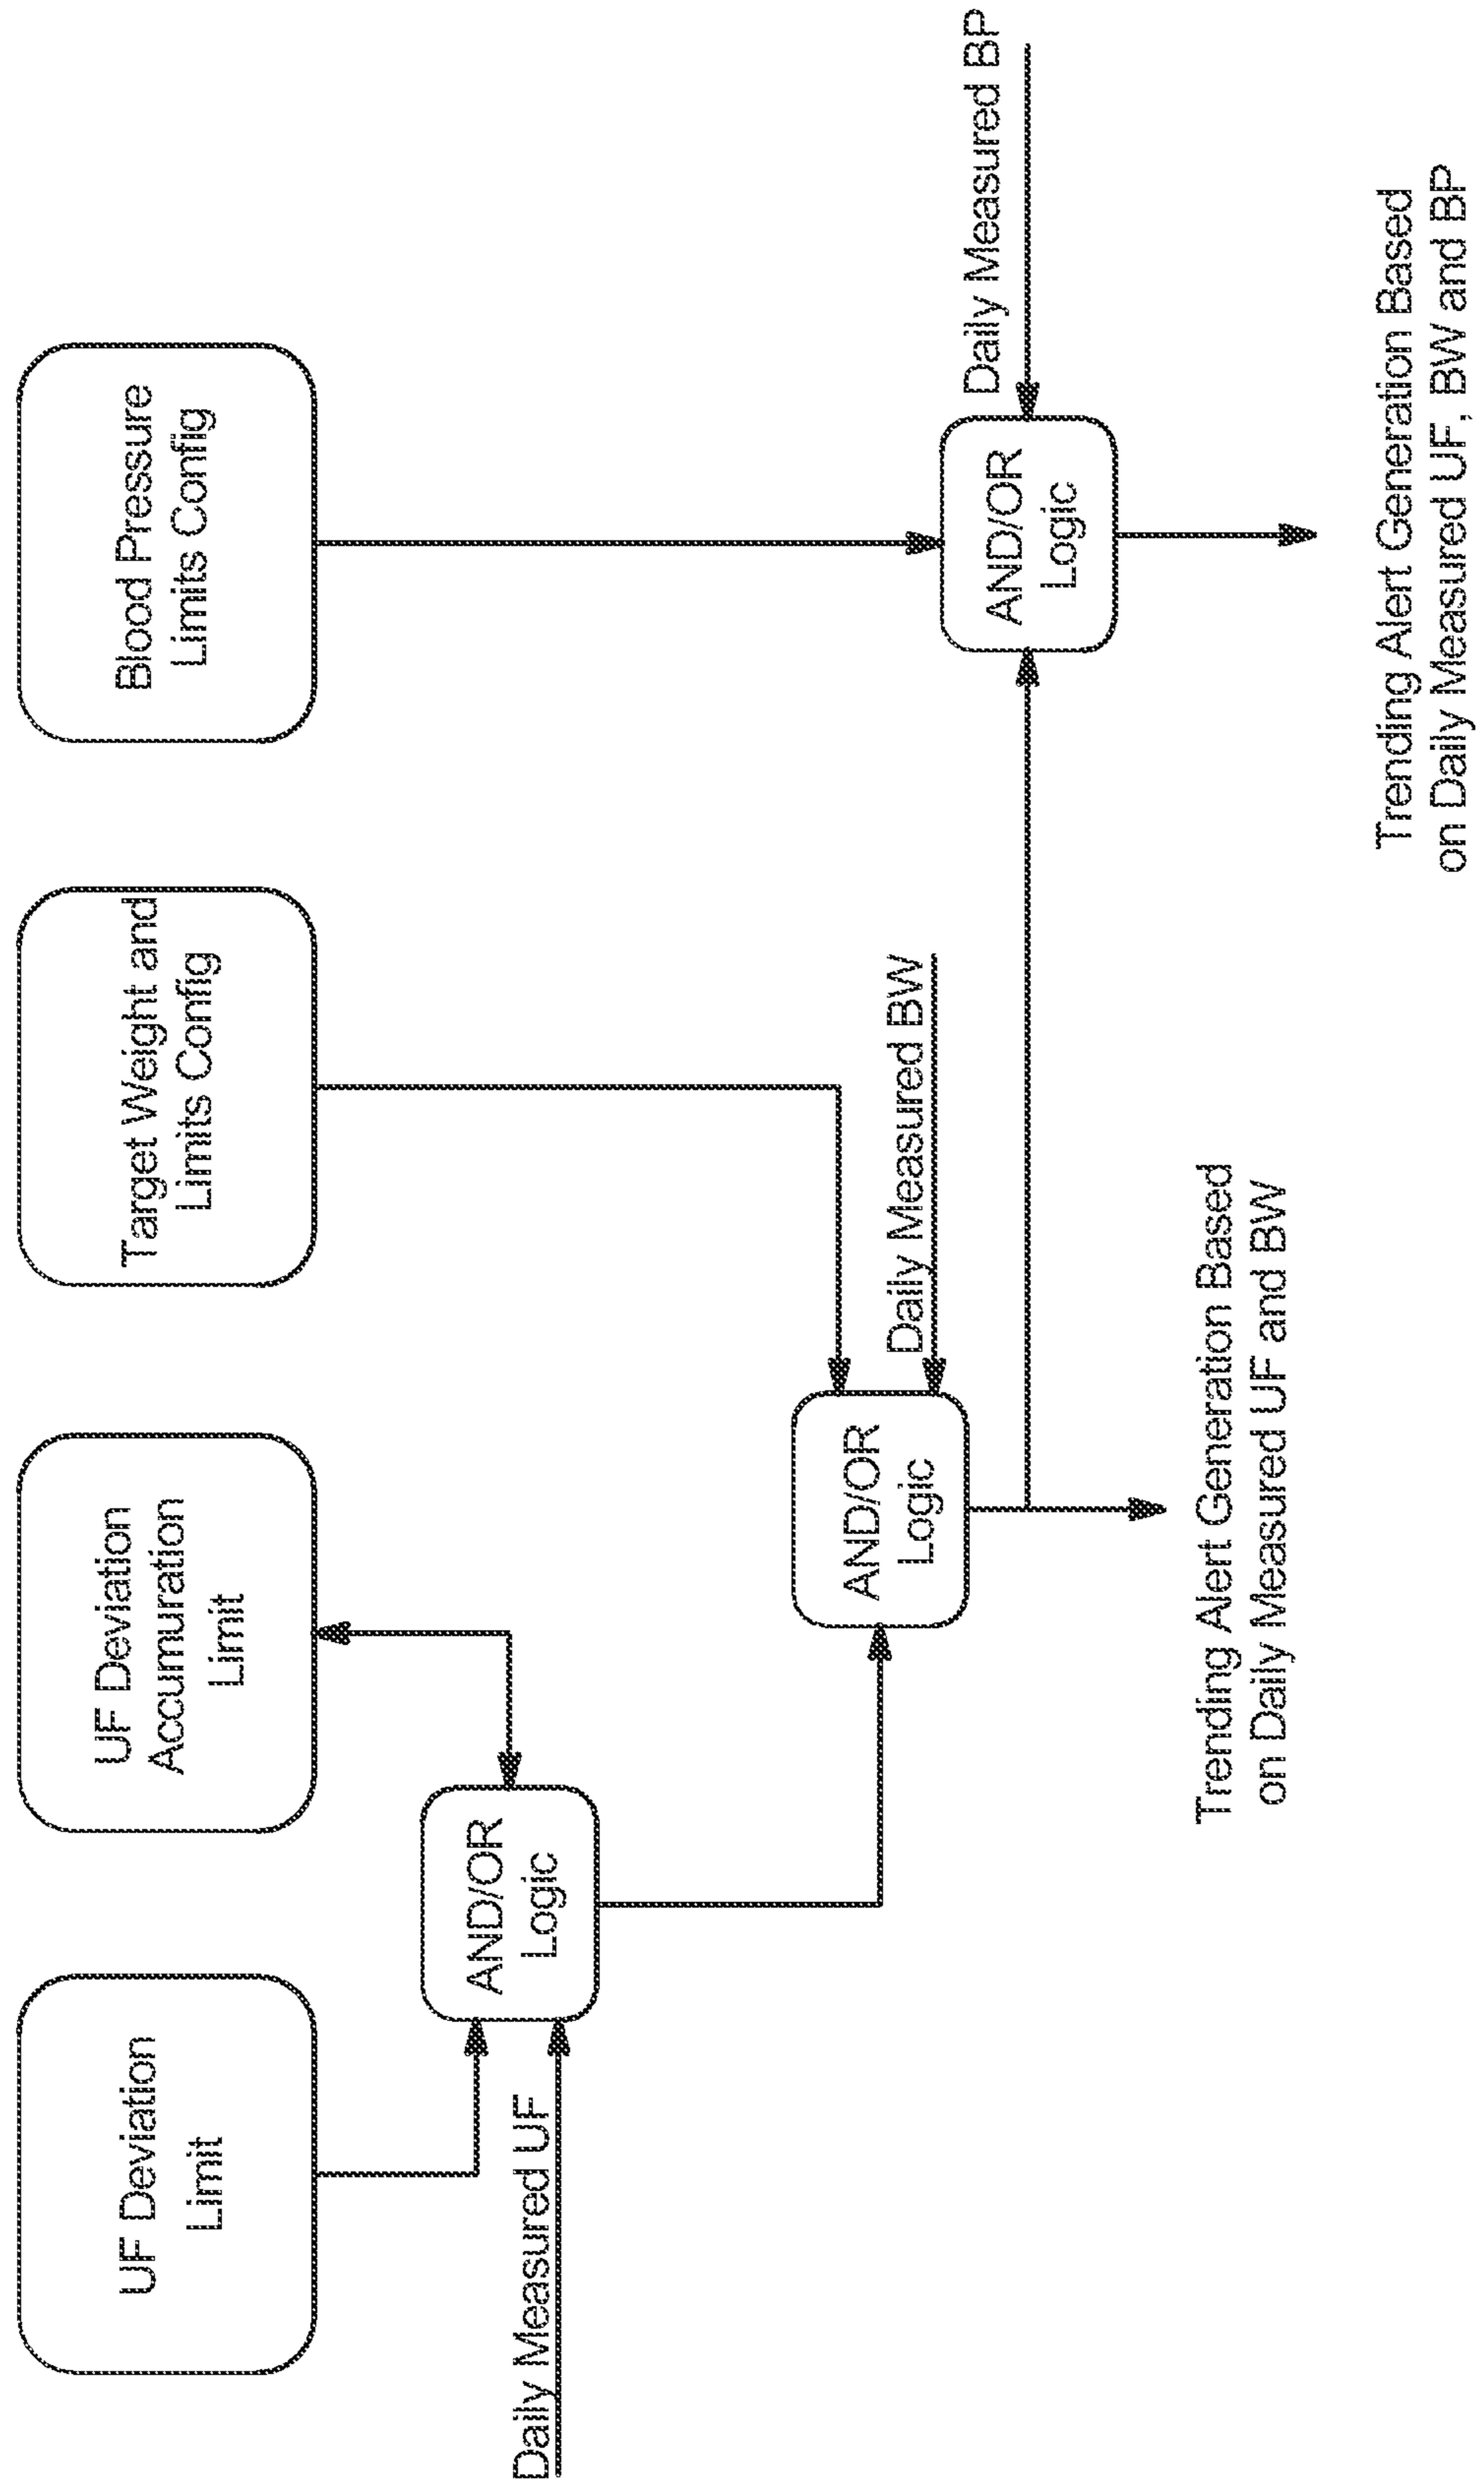 UF Deviation
Limit
UF Deviation
Accumuration
Limit
Target Weight and
Limits Config
Blood Pressure
Limits Config
Daily Measured UF
AND/OR
Logic
AND/OR
Logic
Daily Measured BW
AND/OR
Logic
Daily Measured BP
Trending Alert Generation Based
on Daily Measured UF and BW
Trending Alert Generation Based
on Daily Measured UF, BW and BP